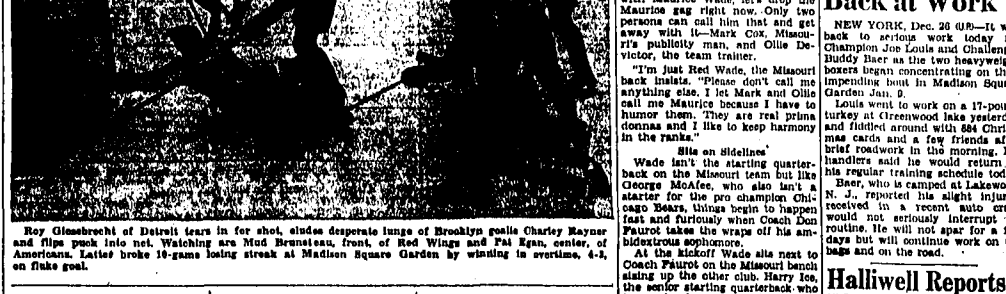 Roy Giesebrecht of Detroit tears in for shot, eludes desperate lunge of Brooklyn goalie Charley Rayner
and flips puck into net. Watching are Mud Bruneteau, front, of Red Wings and Pat Egan, center, of
Americans. Latter broke 10-game losing streak at Madison Square Garden by winning in overtime, 4-3,
on fluke goal.
Maurice gag right now. Only two
persons can call him that and get
away with it—Mark Cox, Missou-
ri's publicity man, and Ollie De-
victor, the team trainer.
"I'm just Red Wade, the Missouri
back insists. "Please don't call me
anything else. I let Mark and Ollie
call me Maurice because I have to
humor them. They are real prima
donnas and I like to keep harmony
in the ranks."
Sits on Sidelines
Wade isn't the starting quarter-
back on the Missouri team but like
George McAfee, who also isn't a
starter for the pro champion Chi-
cago Bears, things begin to happen
fast and furiously when Coach Don
Faurot takes the wraps off his am-
bidextrous sophomore.
At the kickoff Wade sits next to
Coach Faurot on the Missouri bench
sizing up the other club. Harry Ice,
the senior starting quarterback who
Back at Work
NEW YORK, Dec. 26 (UP)—It w
back to serious work today
Champion Joe Louis and Challen
Buddy Baer as the two heavyweig
boxers began concentrating on th
impending bout in Madison Squ
Garden Jan. 9.
Louis went to work on a 17-pou
turkey at Greenwood lake yesterd
and fiddled around with 884 Chri
mas cards and a few friends af
brief roadwork in the morning.
handlers said he would return
his regular training schedule tod
Baer, who is camped at Lakew
N. J., reported his slight injur
received in a recent auto cra
would not seriously interrupt
routine. He will not spar for a
days but will continue work on
bags and on the road.
Halliwell Reports